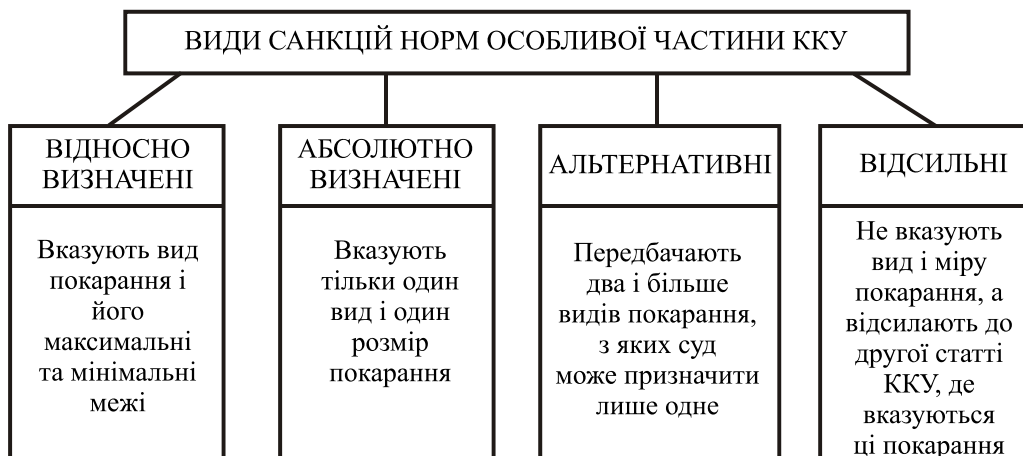 ВИДИ САНКЦІЙ НОРМ ОСОБЛИВОЇ ЧАСТИНИ ККУ
ВІДНОСНО
ВИЗНАЧЕНІ
Вказують вид
покарання і
його
максимальні
та мінімальні
межі
АБСОЛЮТНО
ВИЗНАЧЕНІ
Вказують
тільки один
вид і один
розмір
покарання
АЛЬТЕРНАТИВНІ
Передбачають
два і більше
видів покарання,
з яких суд
може призначити
лише одне
ВІДСИЛЬНІ
Не вказують
вид і міру
покарання, а
відсилають до
другої статті
ККУ, де
вказуються
ці покарання